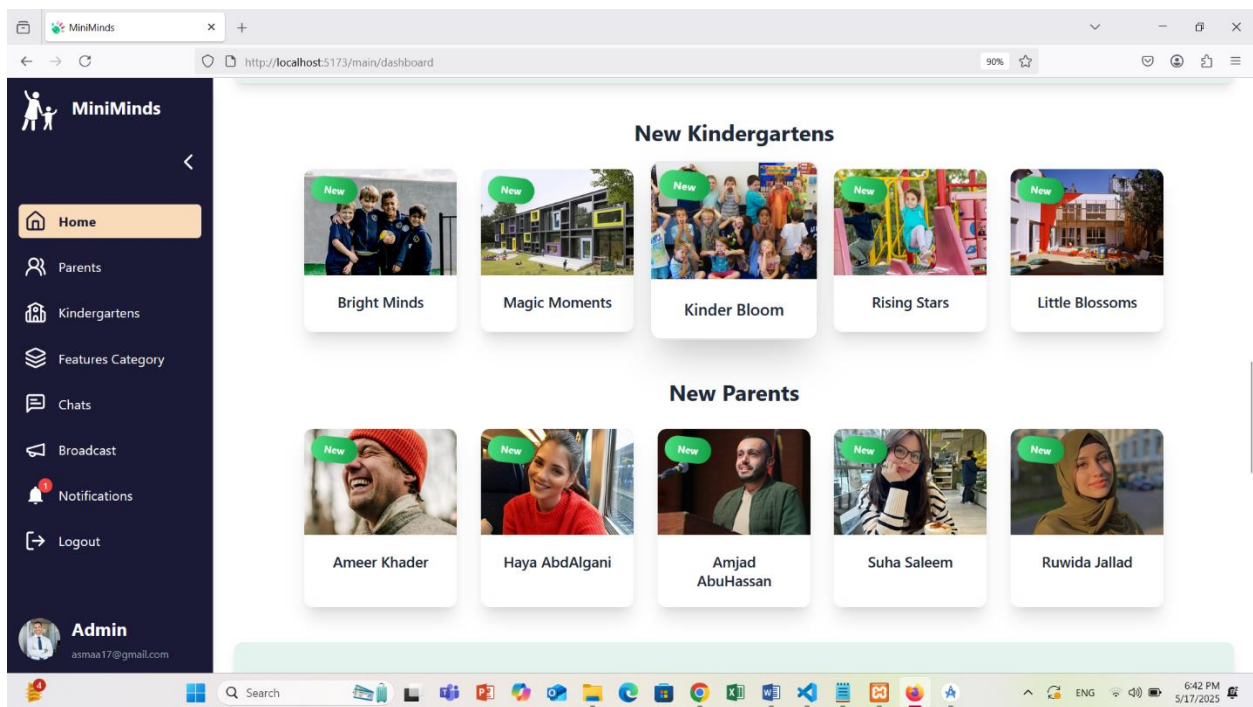 MiniMinds
http://localhost:5173/main/dashboard
90%
MiniMinds
Home
Parents
Kindergartens
Features Category
Chats
Broadcast
1
Notifications
Logout
Admin
asmaa17@gmail.com
New Kindergartens
New
New
New
New
New
Bright Minds
Magic Moments
Kinder Bloom
Rising Stars
Little Blossoms
New Parents
New
New
New
New
New
Ameer Khader
Haya AbdAlgani
Amjad
AbuHassan
Suha Saleem
Ruwida Jallad
4
Search
ENG
6:42 PM
5/17/2025